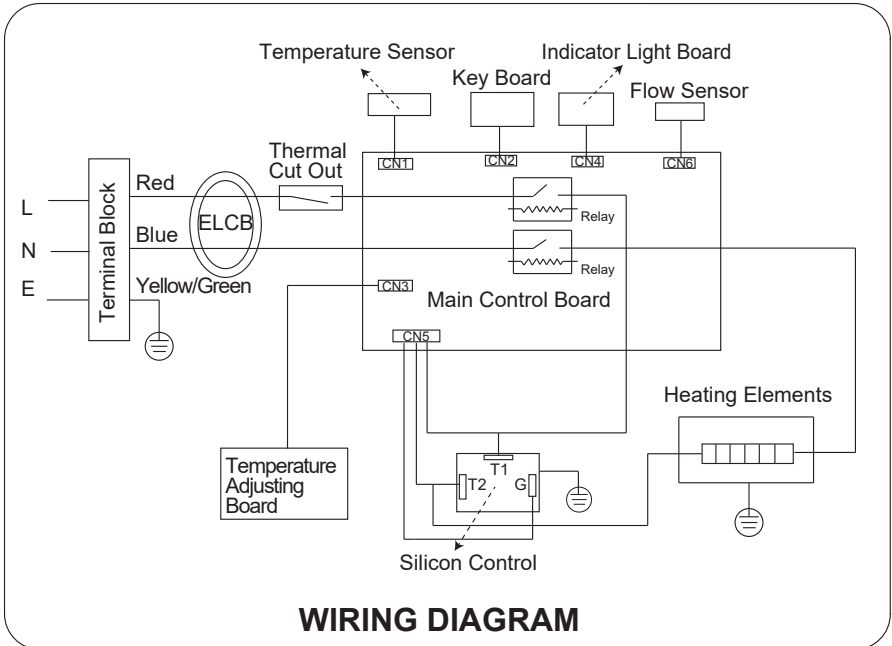 Temperature Sensor
Indicator Light Board
Key Board
Flow Sensor
Thermal
Cut Out
CN1
CN2
CN4
CN6
Red
L
ELCB
Relay
Terminal Block
Blue
N
Relay
E
Yellow/Green
CN3
Main Control Board
CN5
Heating Elements
Temperature
Adjusting
Board
T1
T2
G
Silicon Control
WIRING DIAGRAM